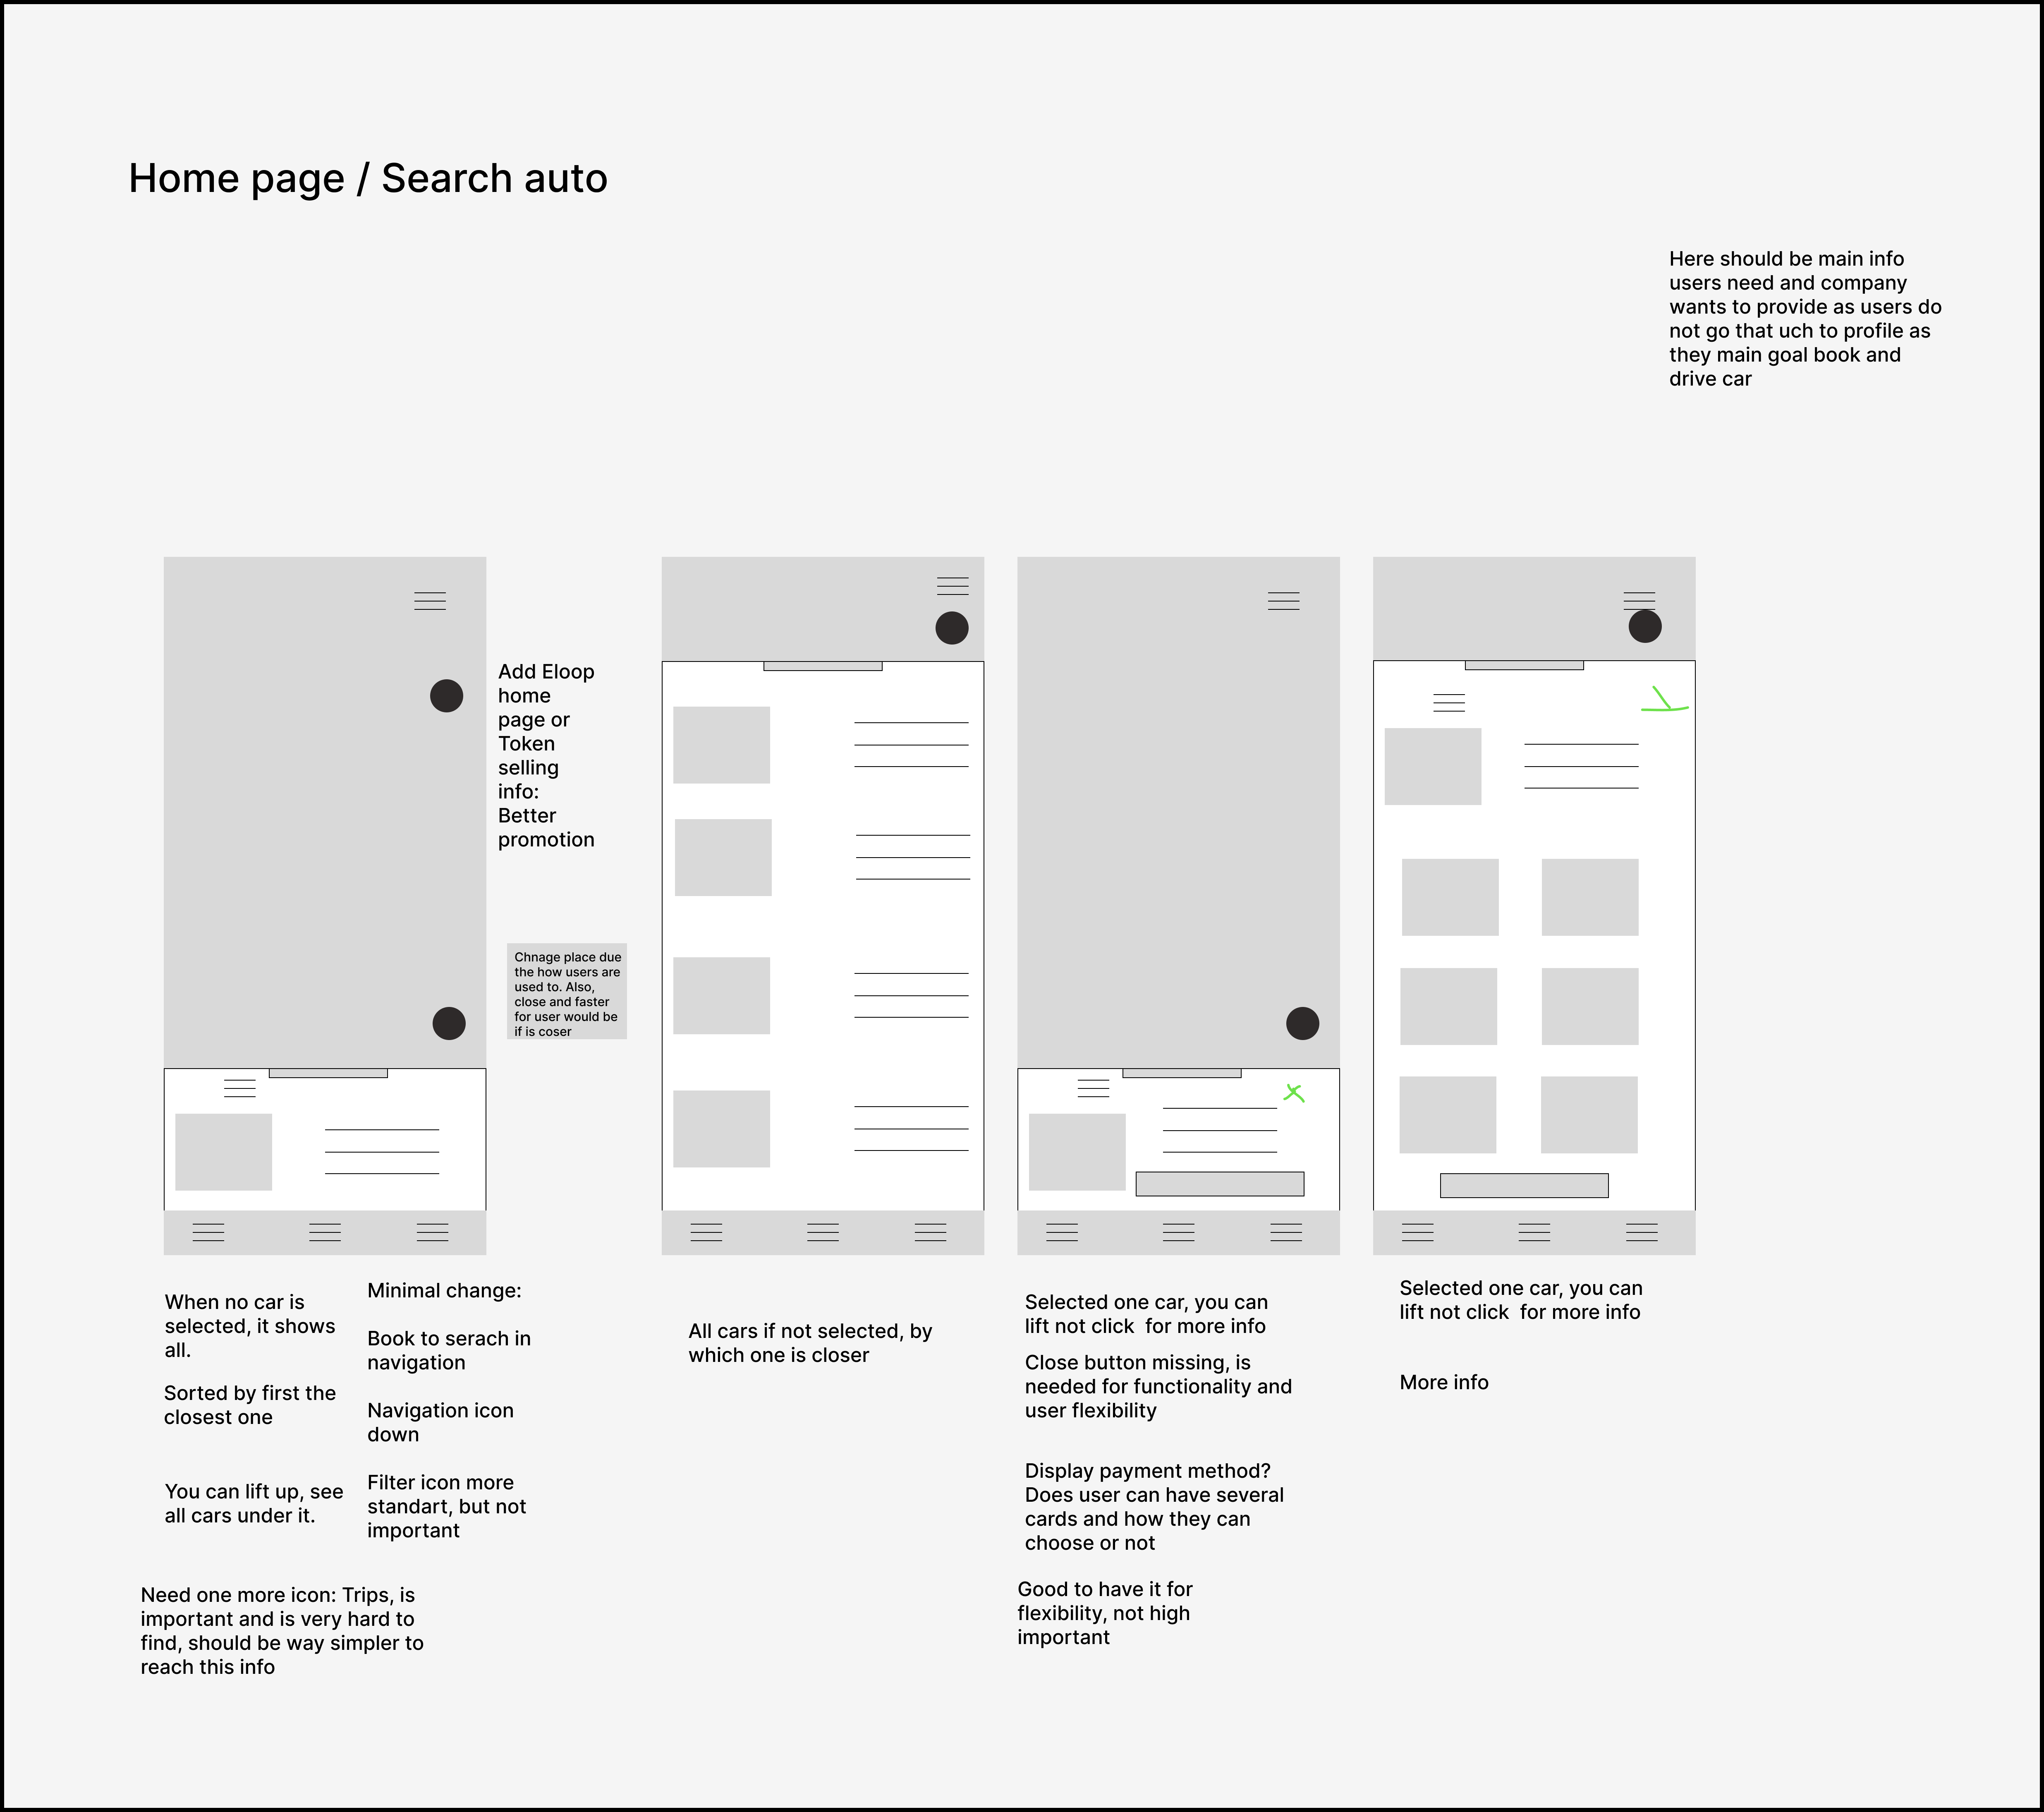 Home page / Search auto
Here should be main info
users need and company
wants to provide as users do
not go that uch to profile as
they main goal book and
drive car
Add Eloop
home
page or
Token
selling
info:
Better
promotion
Chnage place due
the how users are
used to. Also,
close and faster
for user would be
if is coser
When no car is
selected, it shows
all.
Sorted by first the
closest one
You can lift up, see
all cars under it.
Minimal change:
Book to serach in
navigation
Navigation icon
down
Filter icon more
standart, but not
important
Need one more icon: Trips, is
important and is very hard to
find, should be way simpler to
reach this info
All cars if not selected, by
which one is closer
Selected one car, you can
lift not click  for more info
Close button missing, is
needed for functionality and
user flexibility
Display payment method?
Does user can have several
cards and how they can
choose or not
Good to have it for
flexibility, not high
important
Selected one car, you can
lift not click  for more info
More info